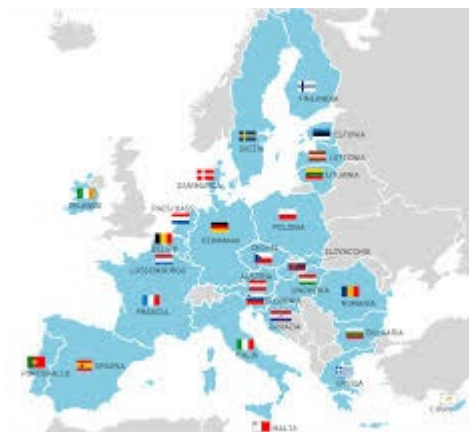 FINLANDIA
ESTONIA
SVEZIA
LETTONIA
LITUANIA
DANIMARCA
IRLANDA
PAESI BASSI
POLONIA
GERMANIA
BELGIO
SLOVACCHIA
LUSSEMBURGO
AUSTRIA
UNGHERIA
FRANCIA
SLOVENIA
ROMANIA
CROAZIA
BULGARIA
ITALIA
PORTOGALLO
SPAGNA
GRECIA
MALTA